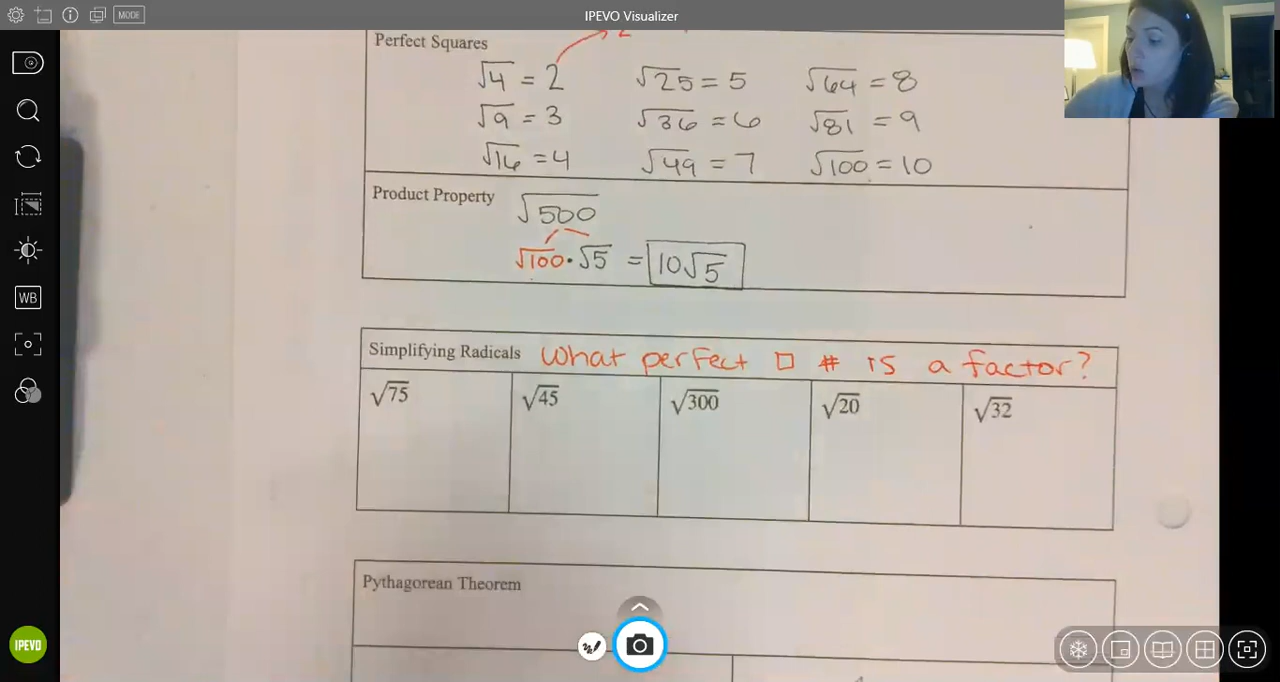 MODE
IPEVO Visualizer
Perfect Squares
√4 = 2 √25 = 5 √64 = 8
√9 = 3 √36 = 6 √81 = 9
√16 = 4 √49 = 7 √100 = 10
Product Property √500
√100 · √5 = 10√5
Simplifying Radicals What perfect □ # is a factor?
√75 √45 √300 √20 √32
Pythagorean Theorem
WB
IPEVO